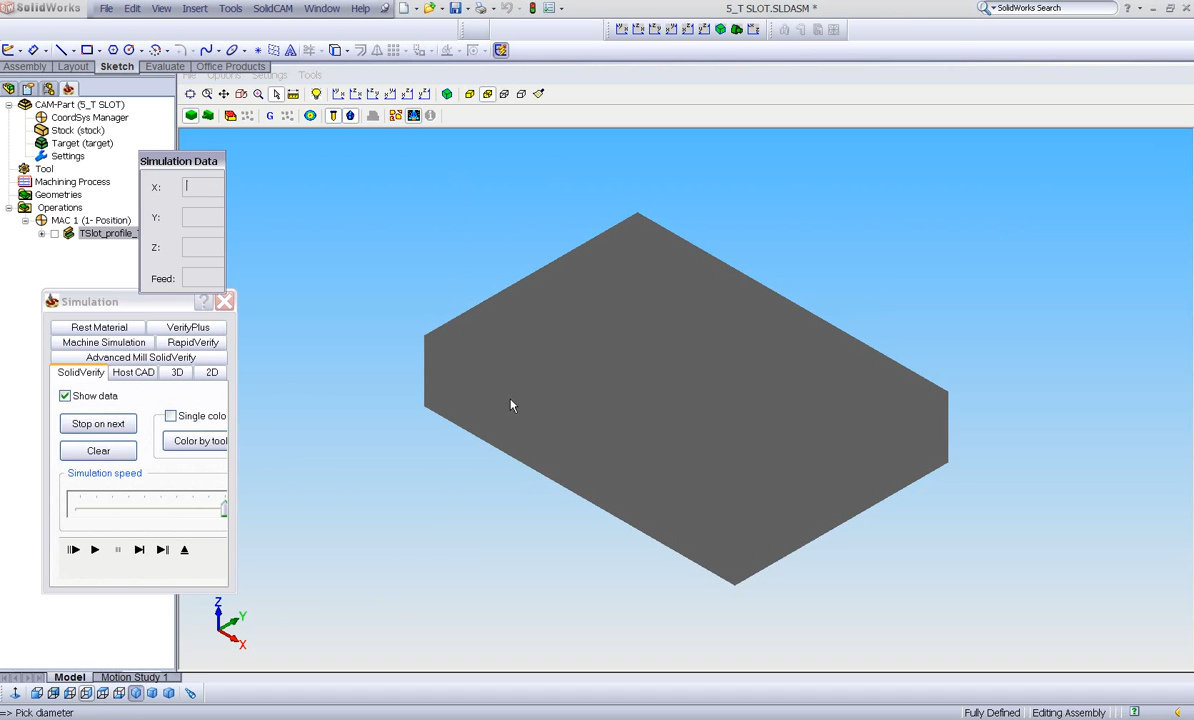 SolidWorks File Edit View Insert Tools SolidCAM Window Help 5_T SLOT.SLDASM * SolidWorks Search
Assembly Layout Sketch Evaluate Office Products
File Options Settings Tools
CAM-Part (5_T SLOT)
CoordSys Manager
Stock (stock)
Target (target)
Settings
Tool
Machining Process
Geometries
Operations
MAC 1 (1- Position)
TSlot_profile_
Simulation Data
X:
Y:
Z:
Feed:
Simulation
Rest Material VerifyPlus
Machine Simulation RapidVerify
Advanced Mill SolidVerify
SolidVerify Host CAD 3D 2D
Show data
Stop on next
Single colo
Color by tool
Clear
Simulation speed
Z
Y
X
Model Motion Study 1
=> Pick diameter Fully Defined Editing Assembly